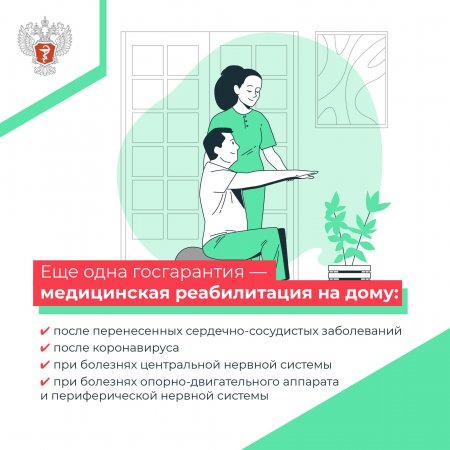 Еще одна госгарантия —
медицинская реабилитация на дому:
✔ после перенесенных сердечно-сосудистых заболеваний
✔ после коронавируса
✔ при болезнях центральной нервной системы
✔ при болезнях опорно-двигательного аппарата
и периферической нервной системы